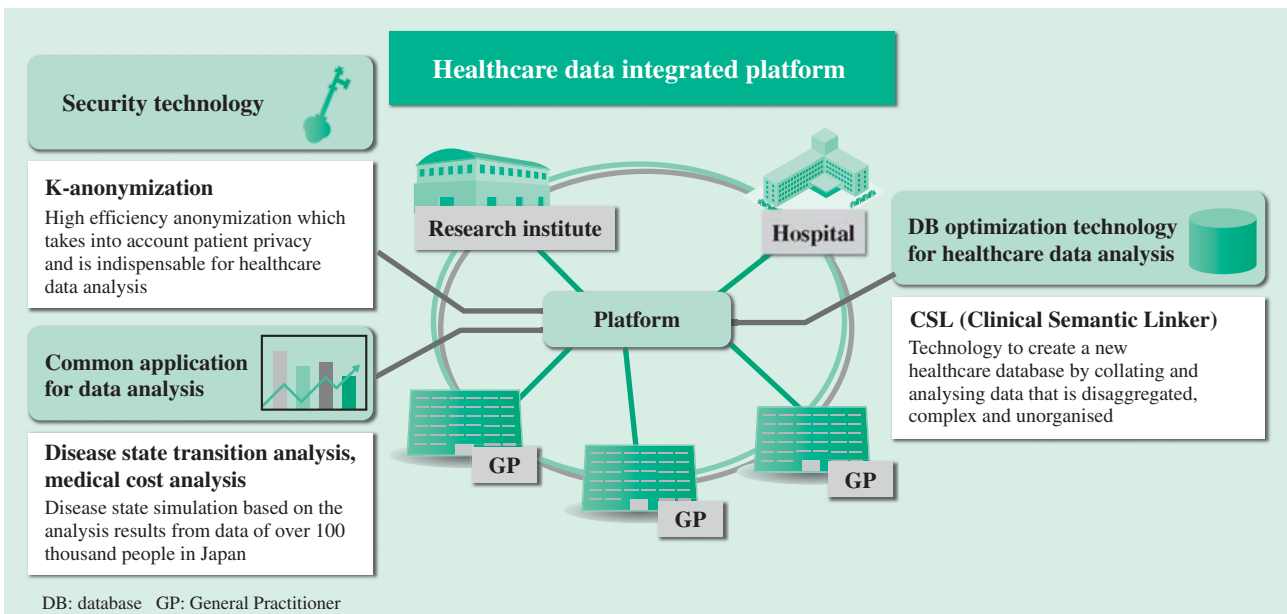 Healthcare data integrated platform
Security technology
K-anonymization
High efficiency anonymization which
takes into account patient privacy
and is indispensable for healthcare
data analysis
Common application
for data analysis
Disease state transition analysis,
medical cost analysis
Disease state simulation based on the
analysis results from data of over 100
thousand people in Japan
Research institute
Hospital
Platform
GP
GP
GP
DB optimization technology
for healthcare data analysis
CSL (Clinical Semantic Linker)
Technology to create a new
healthcare database by collating and
analysing data that is disaggregated,
complex and unorganised
DB: database GP: General Practitioner